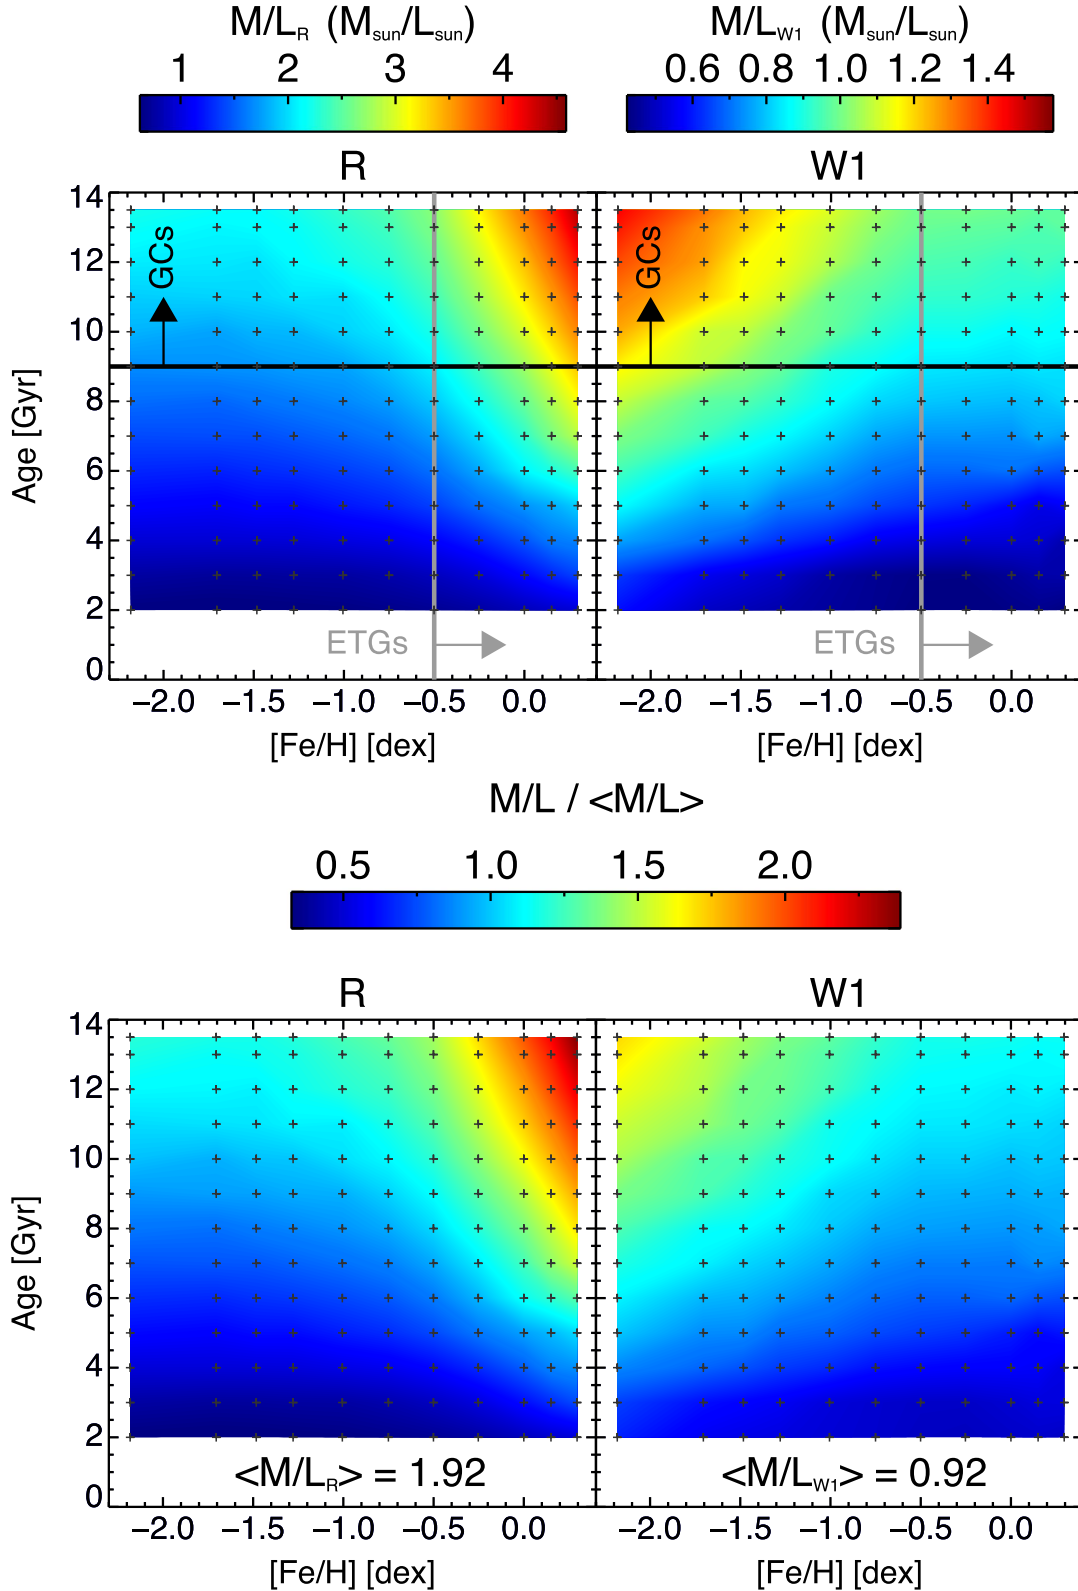 M/L_R (M_sun/L_sun) M/L_W1 (M_sun/L_sun)
1 2 3 4 0.6 0.8 1.0 1.2 1.4
R W1
14
12
10
8
6
4
2
0
Age [Gyr]
GCs GCs
ETGs ETGs
−2.0 −1.5 −1.0 −0.5 0.0 −2.0 −1.5 −1.0 −0.5 0.0
[Fe/H] [dex] [Fe/H] [dex]
M/L / <M/L>
0.5 1.0 1.5 2.0
R W1
14
12
10
8
6
4
2
0
Age [Gyr]
<M/L_R> = 1.92 <M/L_W1> = 0.92
−2.0 −1.5 −1.0 −0.5 0.0 −2.0 −1.5 −1.0 −0.5 0.0
[Fe/H] [dex] [Fe/H] [dex]